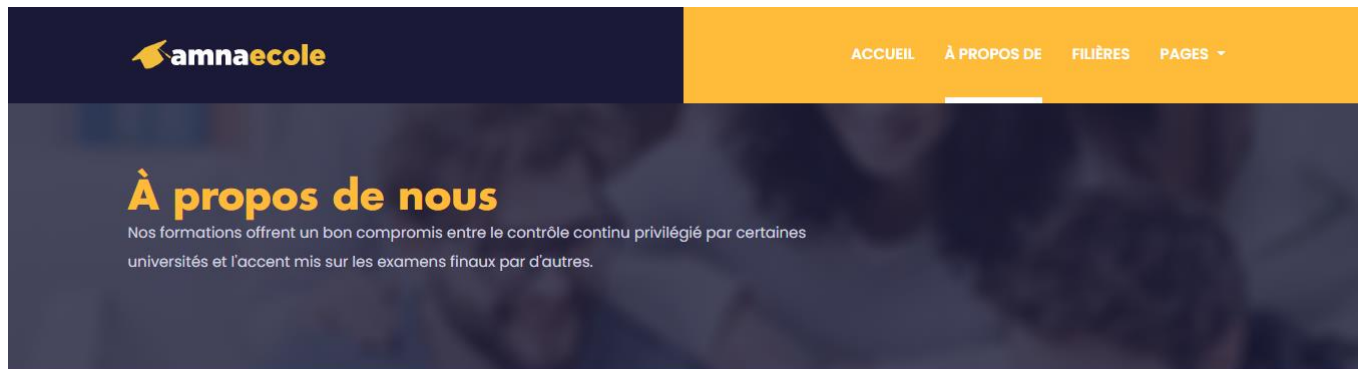 amnaecole
ACCUEIL À PROPOS DE FILIÈRES PAGES
À propos de nous
Nos formations offrent un bon compromis entre le contrôle continu privilégié par certaines
universités et l'accent mis sur les examens finaux par d'autres.